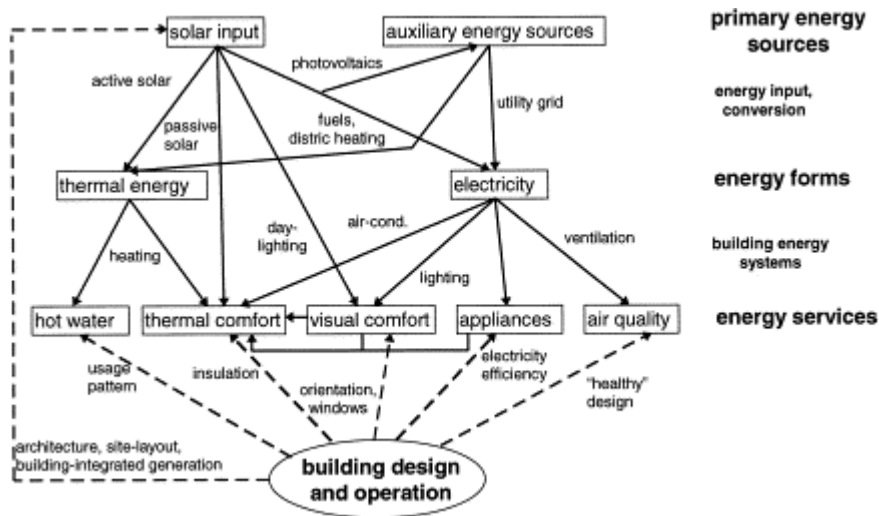 solar input
auxiliary energy sources
primary energy
sources
photovoltaics
active solar
energy input,
conversion
utility grid
passive
solar
fuels,
distric heating
thermal energy
electricity
energy forms
air-cond.
day-
lighting
ventilation
heating
building energy
systems
lighting
hot water
thermal comfort
visual comfort
appliances
air quality
energy services
usage
pattern
insulation
orientation,
windows
electricity
efficiency
"healthy"
design
architecture, site-layout,
building-integrated generation
building design
and operation